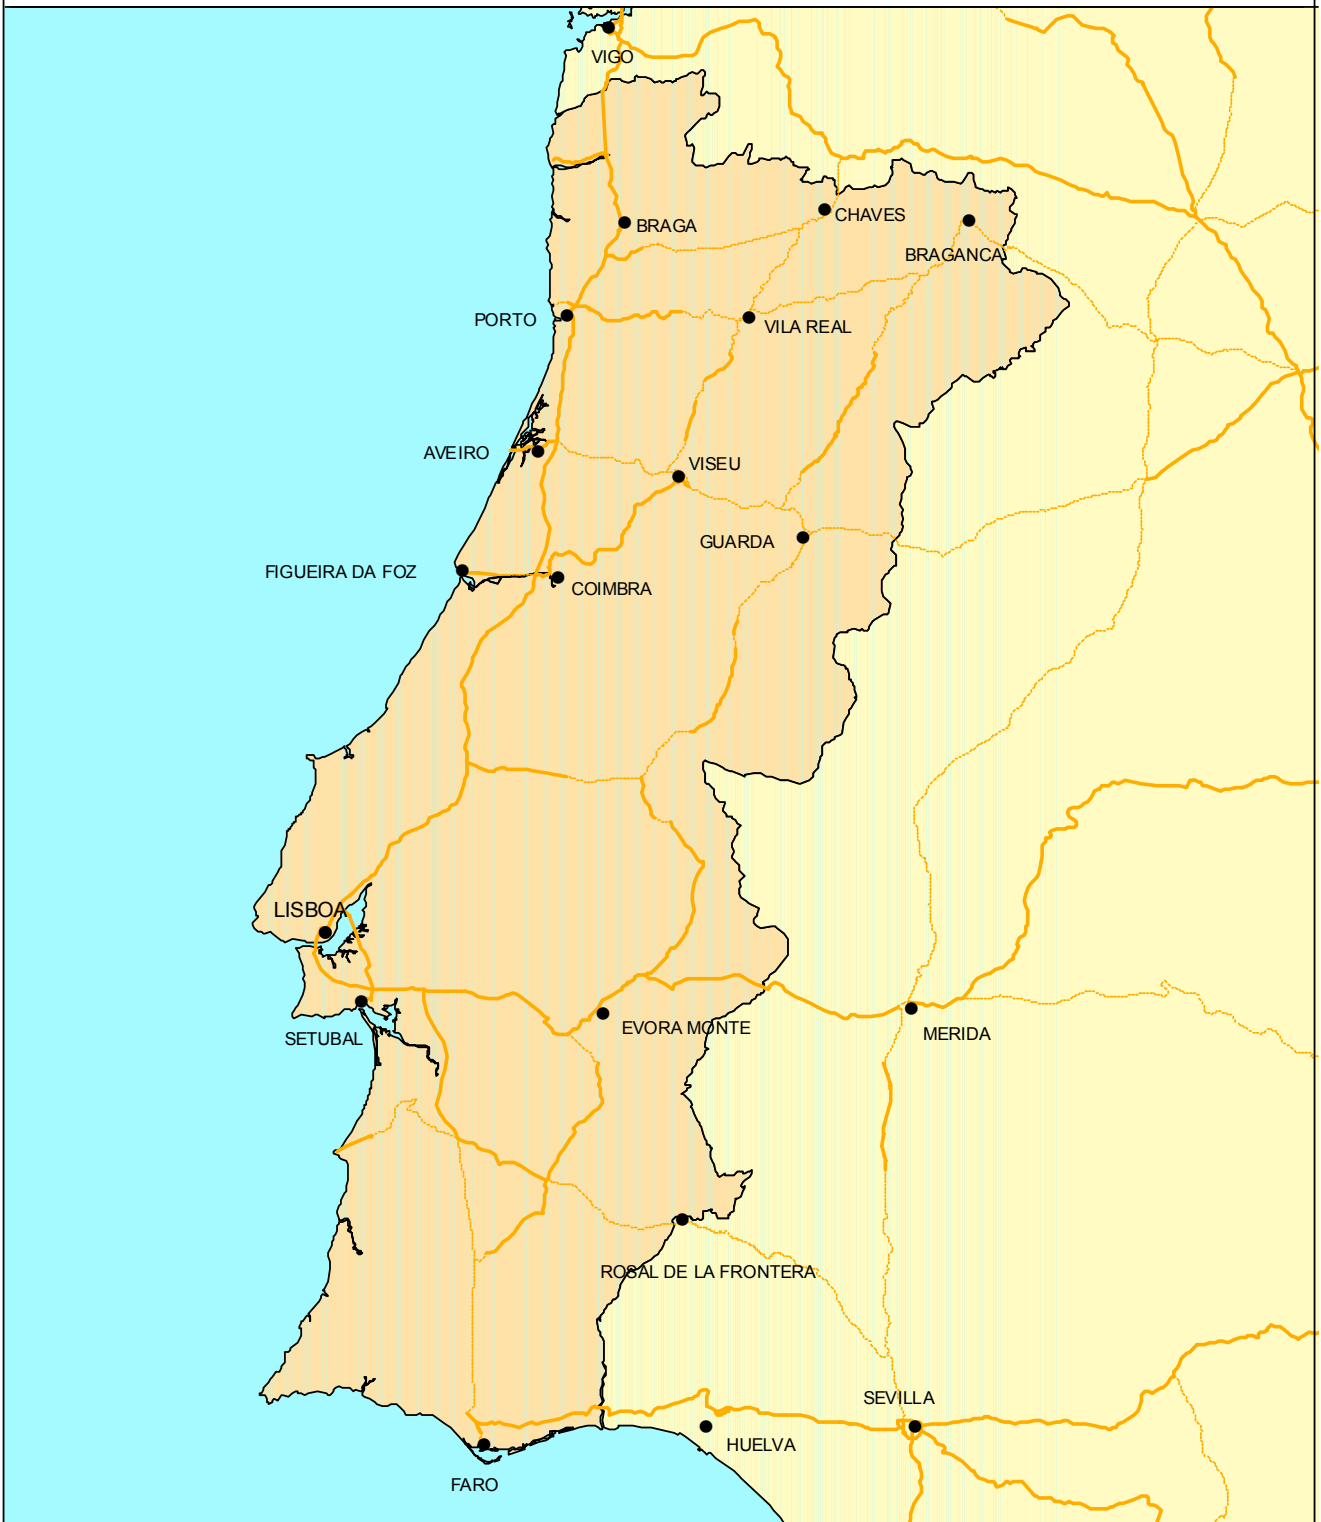 VIGO
CHAVES
BRAGA
BRAGANCA
PORTO
VILA REAL
AVEIRO
VISEU
GUARDA
FIGUEIRA DA FOZ
COIMBRA
LISBOA
EVORA MONTE
SETUBAL
MERIDA
ROSAL DE LA FRONTERA
SEVILLA
HUELVA
FARO